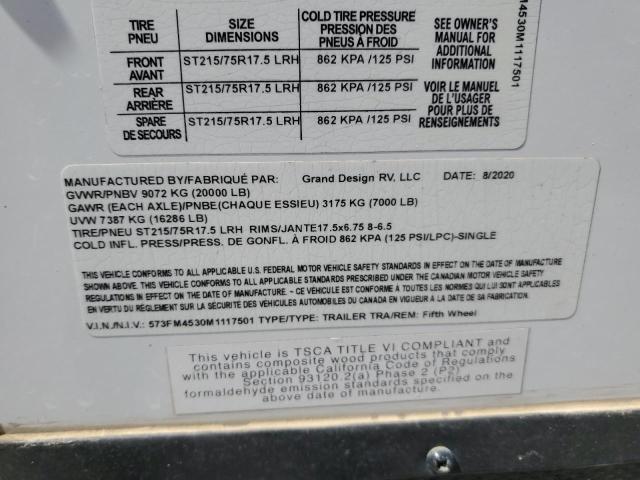 TIRE PNEU
SIZE DIMENSIONS
COLD TIRE PRESSURE PRESSION DES PNEUS À FROID
SEE OWNER'S MANUAL FOR ADDITIONAL INFORMATION
FRONT AVANT
ST215/75R17.5 LRH
862 KPA /125 PSI
REAR ARRIÈRE
ST215/75R17.5 LRH
862 KPA /125 PSI
VOIR LE MANUEL DE L'USAGER POUR PLUS DE RENSEIGNEMENTS
SPARE DE SECOURS
ST215/75R17.5 LRH
862 KPA /125 PSI
M4530M1117501
MANUFACTURED BY/FABRIQUÉ PAR: Grand Design RV, LLC DATE: 8/2020
GVWR/PNBV 9072 KG (20000 LB)
GAWR (EACH AXLE)/PNBE(CHAQUE ESSIEU) 3175 KG (7000 LB)
UVW 7387 KG (16286 LB)
TIRE/PNEU ST215/75R17.5 LRH RIMS/JANTE17.5x6.75 8-6.5
COLD INFL. PRESS/PRESS. DE GONFL. À FROID 862 KPA (125 PSI/LPC)-SINGLE
THIS VEHICLE CONFORMS TO ALL APPLICABLE U.S. FEDERAL MOTOR VEHICLE SAFETY STANDARDS IN EFFECT ON THE DATE OF MANUFACTURE
SHOWN ABOVE. THIS VEHICLE CONFORMS TO ALL APPLICABLE STANDARDS PRESCRIBED UNDER THE CANADIAN MOTOR VEHICLE SAFETY
REGULATIONS IN EFFECT ON THE DATE OF MANUFACTURE. - CE VÉHICULE EST CONFORME À TOUTES LES NORMES QUI LUI SONT APPLICABLES
EN VERTU DU RÈGLEMENT SUR LA SÉCURITÉ DES VÉHICULES AUTOMOBILES DU CANADA EN VIGUEUR À LA DATE DE SA FABRICATION.
V.I.N./N.I.V.: 573FM4530M1117501 TYPE/TYPE: TRAILER TRA/REM: Fifth Wheel
This vehicle is TSCA TITLE VI COMPLIANT and
contains composite wood products that comply
with the applicable California Code of Regulations
Section 93120.2(a) Phase 2 (P2)
formaldehyde emission standards specified on the
above date of manufacture.